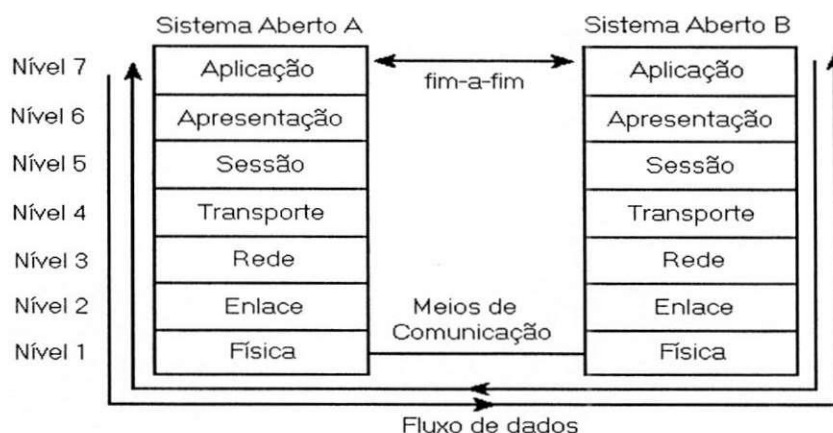 Sistema Aberto A
Sistema Aberto B
Nível 7
Aplicação
fim-a-fim
Aplicação
Nível 6
Apresentação
Apresentação
Nível 5
Sessão
Sessão
Nível 4
Transporte
Transporte
Nível 3
Rede
Rede
Nível 2
Enlace
Meios de
Comunicação
Enlace
Nível 1
Física
Física
Fluxo de dados